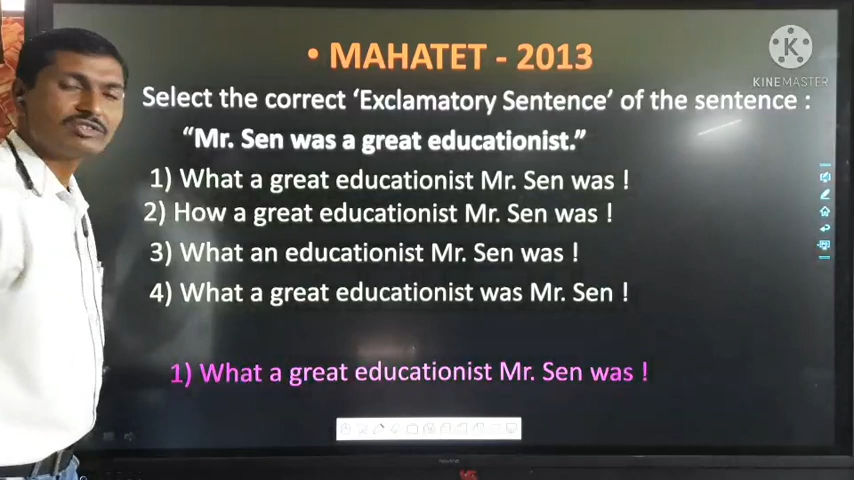 • MAHATET - 2013
K
KINEMASTER
Select the correct ‘Exclamatory Sentence’ of the sentence :
“Mr. Sen was a great educationist.”
1) What a great educationist Mr. Sen was !
2) How a great educationist Mr. Sen was !
3) What an educationist Mr. Sen was !
4) What a great educationist was Mr. Sen !
1) What a great educationist Mr. Sen was !